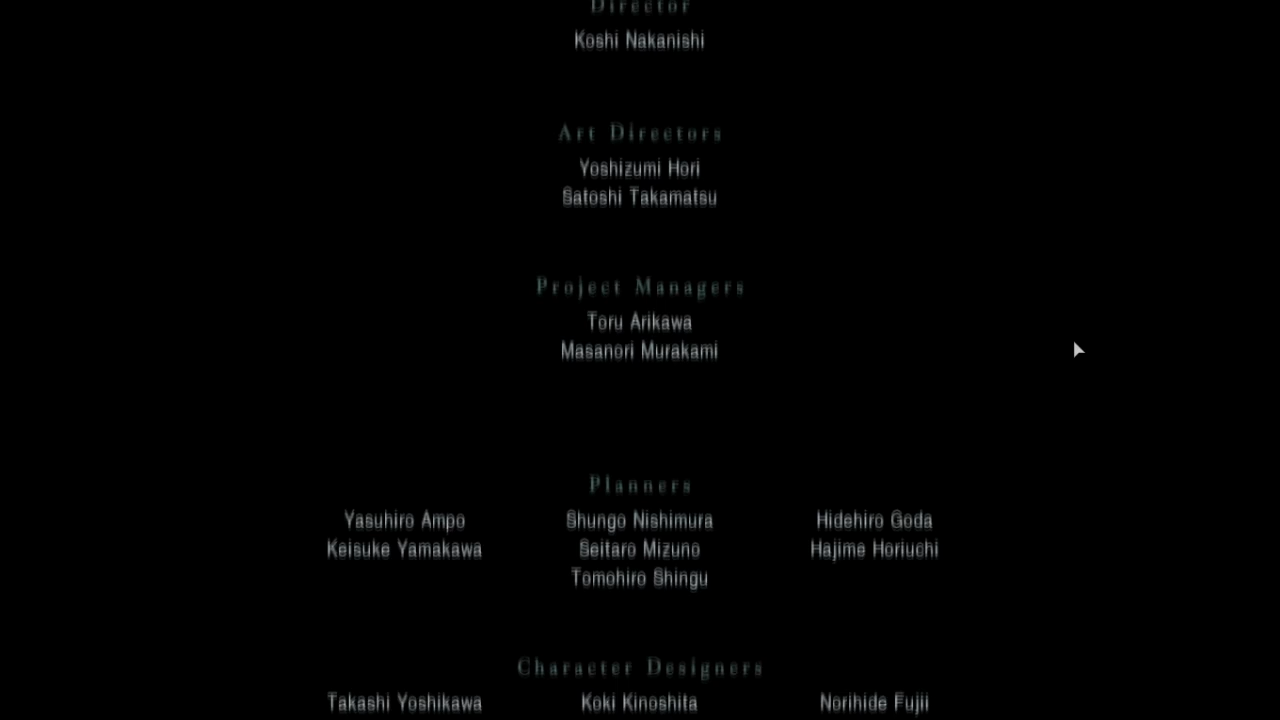 Director
Koshi Nakanishi
Art Directors
Yoshizumi Hori
Satoshi Takamatsu
Project Managers
Toru Arikawa
Masanori Murakami
Planners
Yasuhiro Ampo Shungo Nishimura Hidehiro Goda
Keisuke Yamakawa Seitaro Mizuno Hajime Horiuchi
Tomohiro Shingu
Character Designers
Takashi Yoshikawa Koki Kinoshita Norihide Fujii